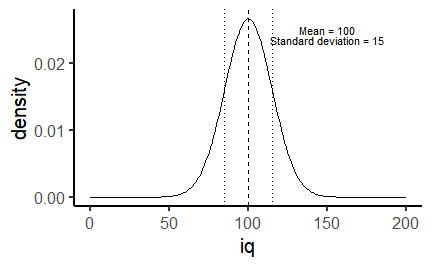 Mean = 100
Standard deviation = 15
density
0.02
0.01
0.00
0 50 100 150 200
iq